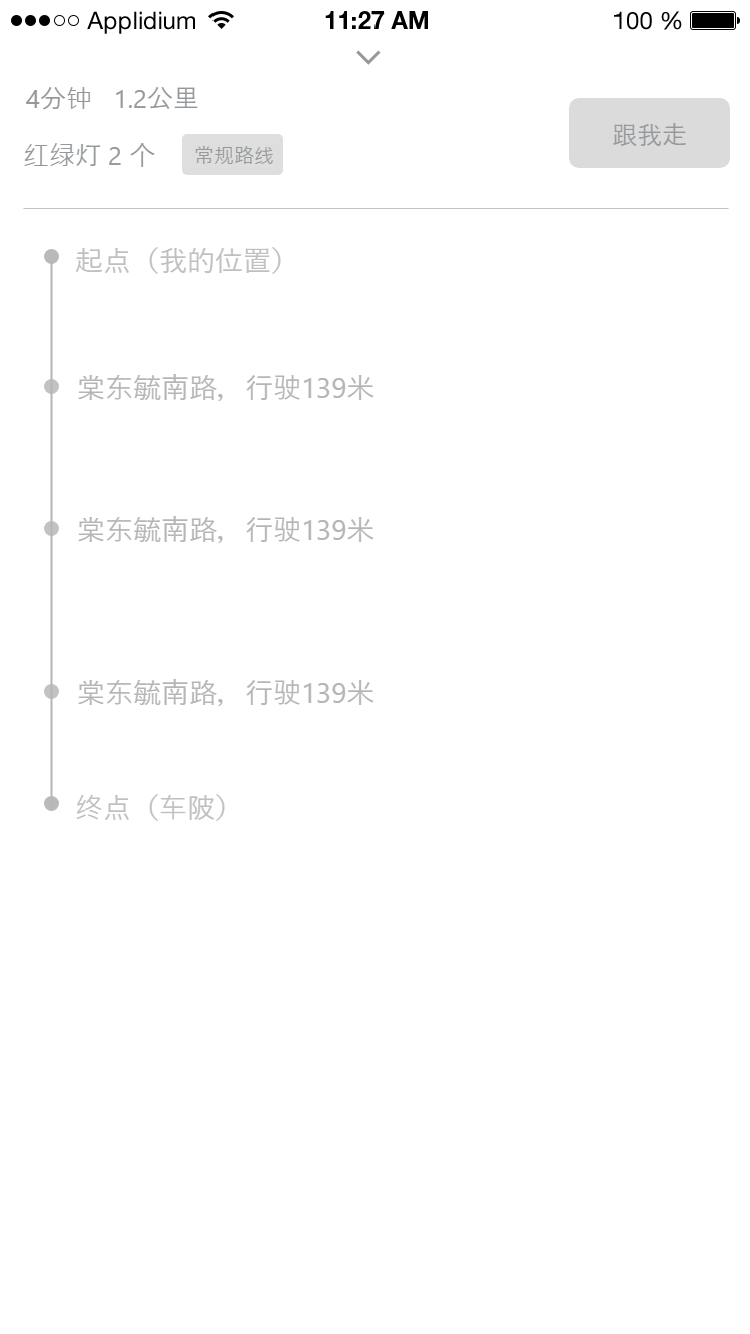 Applidium 11:27 AM 100 %
4分钟 1.2公里
跟我走
红绿灯 2 个 常规路线
起点（我的位置）
棠东毓南路，行驶139米
棠东毓南路，行驶139米
棠东毓南路，行驶139米
终点（车陂）